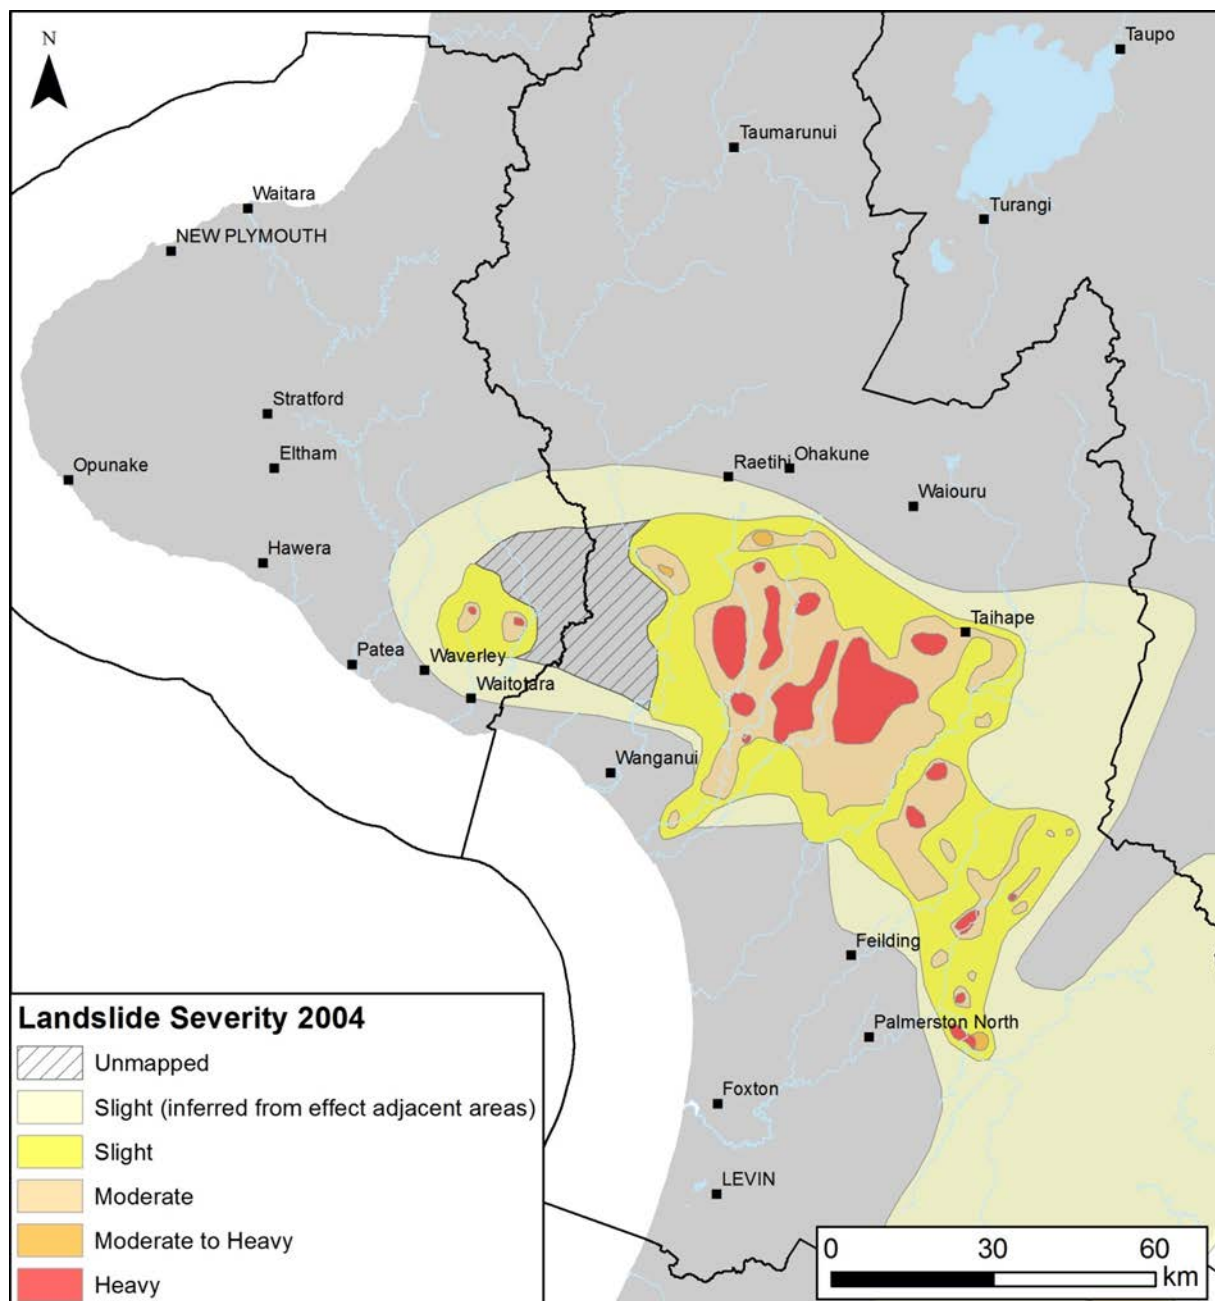 N
Taupo
Taumarunui
Waitara
Turangi
NEW PLYMOUTH
Stratford
Eltham
Opunake
Raetihi
Ohakune
Waiouru
Hawera
Taihape
Patea
Waverley
Waitotara
Wanganui
Feilding
Palmerston North
Foxton
LEVIN
Landslide Severity 2004
Unmapped
Slight (inferred from effect adjacent areas)
Slight
Moderate
Moderate to Heavy
Heavy
0 30 60
km